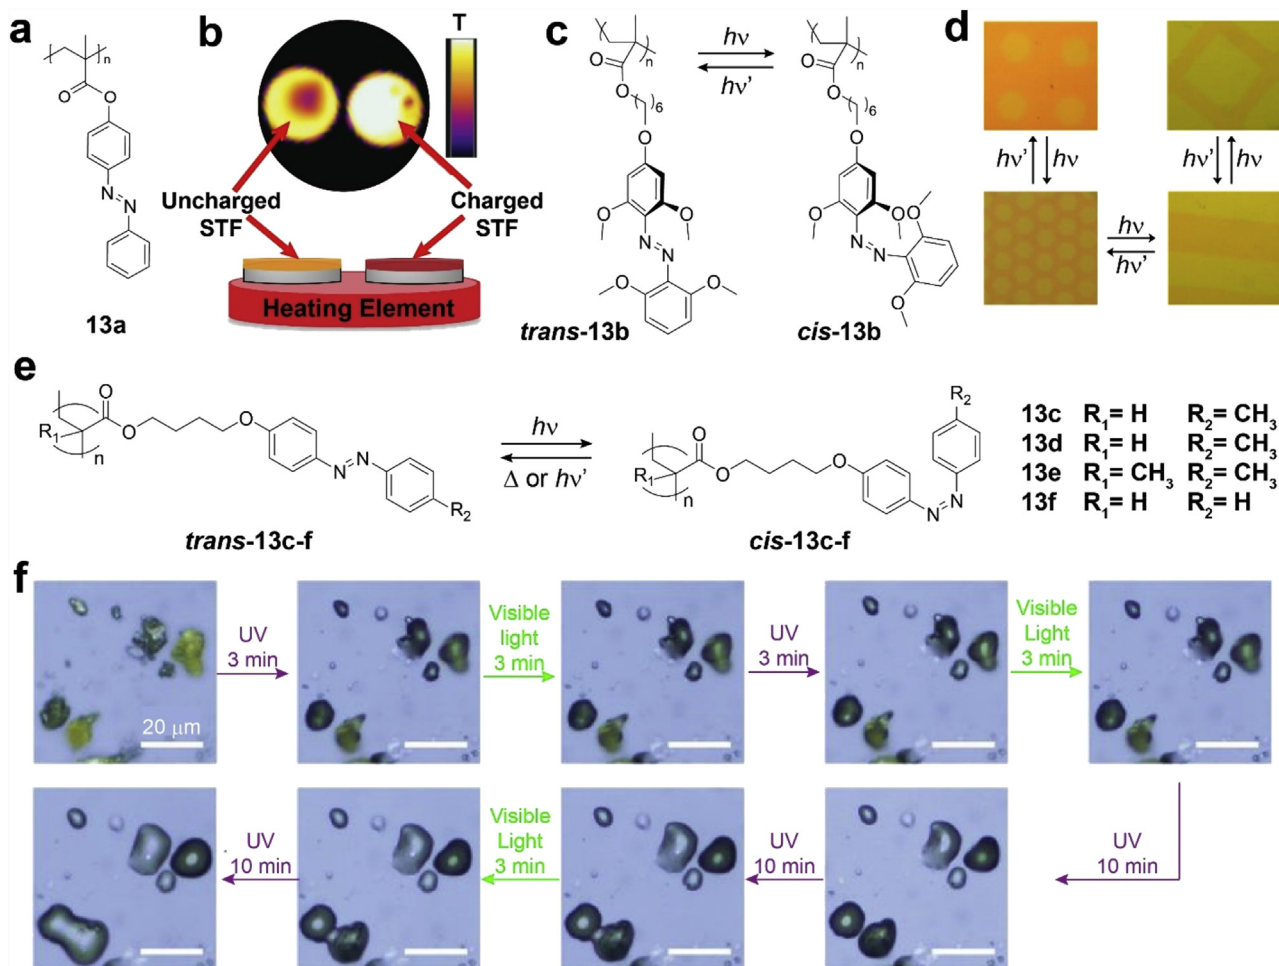 a
n
O
O
N
N
13a
b
T
Uncharged
STF
Charged
STF
Heating Element
c
n
O
O
( )6
O
O
O
N
N
O
O
trans-13b
hν
hν'
n
O
O
( )6
O
O
O
N
N
O
O
cis-13b
d
hν'
hν
hν'
hν
hν
hν'
e
R1
n
O
O
O
N
N
R2
trans-13c-f
hν
Δ or hν'
R1
n
O
O
O
N
N
R2
cis-13c-f
13c R1= H R2= CH3
13d R1= H R2= CH3
13e R1= CH3 R2= CH3
13f R1= H R2= H
f
20 μm
UV
3 min
Visible
light
3 min
UV
3 min
Visible
Light
3 min
UV
10 min
Visible
Light
3 min
UV
10 min
UV
10 min